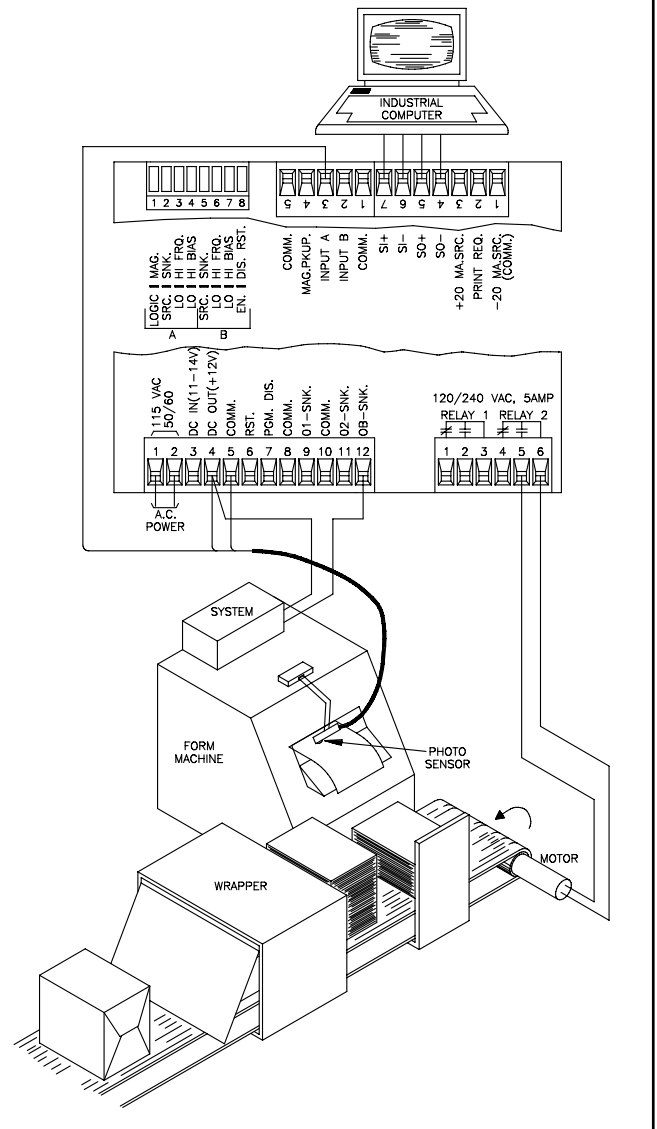 INDUSTRIAL
COMPUTER
1 2 3 4 5 6 7 8
5 4 3 2 1 7 6 5 4 3 2 1
LOGIC | MAG.
SRC. | SNK.
LO | HI FRQ.
LO | HI BIAS
SRC. | SNK.
LO | HI FRQ.
LO | HI BIAS
EN. | DIS. RST.
A
B
COMM.
MAG.PKUP.
INPUT A
INPUT B
COMM.
SI+
SI-
SO+
SO-
+20 MA.SRC.
PRINT REQ.
-20 MA.SRC.
(COMM.)
115 VAC
50/60
DC IN(11-14V)
DC OUT(+12V)
COMM.
RST.
PGM. DIS.
COMM.
O1-SNK.
COMM.
O2-SNK.
OB-SNK.
120/240 VAC, 5AMP
RELAY 1 RELAY 2
1 2 3 4 5 6 7 8 9 10 11 12
1 2 3 4 5 6
A.C.
POWER
SYSTEM
FORM
MACHINE
PHOTO
SENSOR
MOTOR
WRAPPER